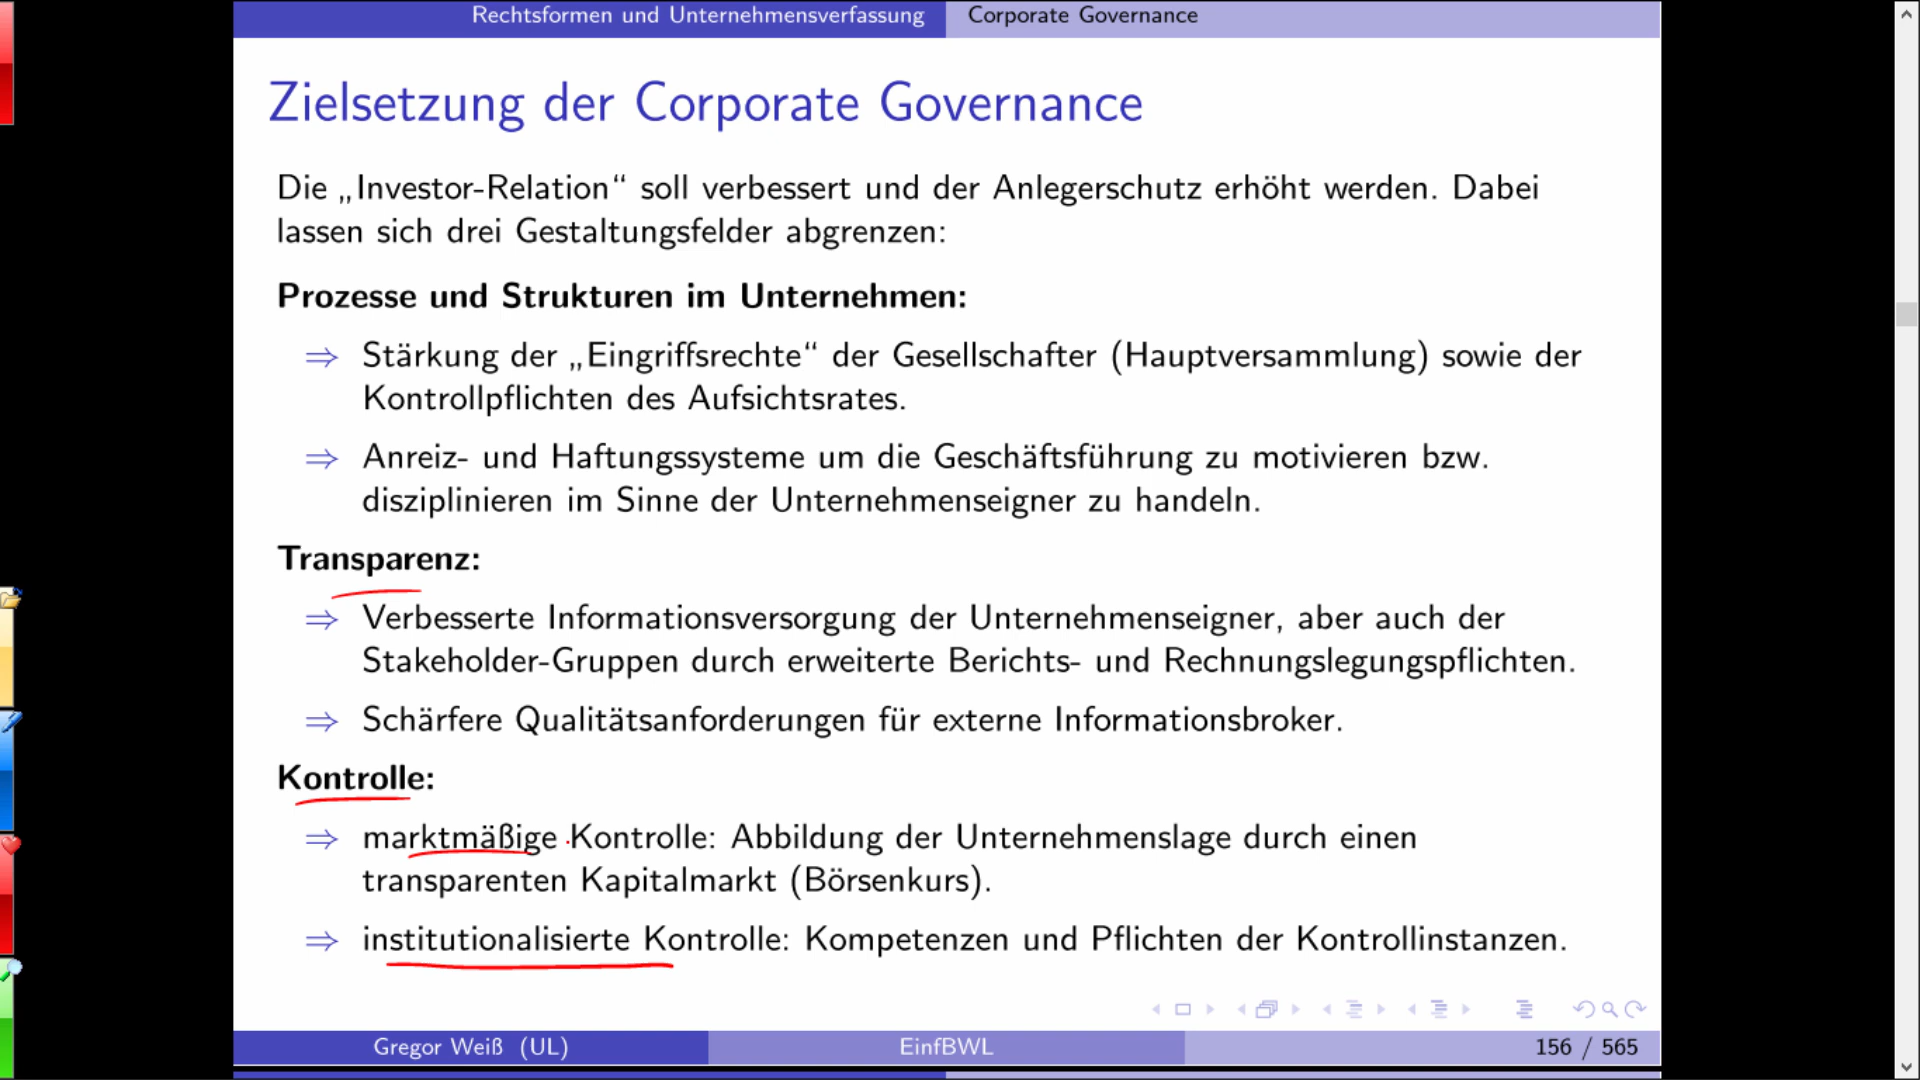 Rechtsformen und Unternehmensverfassung Corporate Governance
Zielsetzung der Corporate Governance
Die „Investor-Relation“ soll verbessert und der Anlegerschutz erhöht werden. Dabei
lassen sich drei Gestaltungsfelder abgrenzen:
Prozesse und Strukturen im Unternehmen:
⇒ Stärkung der „Eingriffsrechte“ der Gesellschafter (Hauptversammlung) sowie der
Kontrollpflichten des Aufsichtsrates.
⇒ Anreiz- und Haftungssysteme um die Geschäftsführung zu motivieren bzw.
disziplinieren im Sinne der Unternehmenseigner zu handeln.
Transparenz:
⇒ Verbesserte Informationsversorgung der Unternehmenseigner, aber auch der
Stakeholder-Gruppen durch erweiterte Berichts- und Rechnungslegungspflichten.
⇒ Schärfere Qualitätsanforderungen für externe Informationsbroker.
Kontrolle:
⇒ marktmäßige Kontrolle: Abbildung der Unternehmenslage durch einen
transparenten Kapitalmarkt (Börsenkurs).
⇒ institutionalisierte Kontrolle: Kompetenzen und Pflichten der Kontrollinstanzen.
Gregor Weiß (UL) EinfBWL 156 / 565